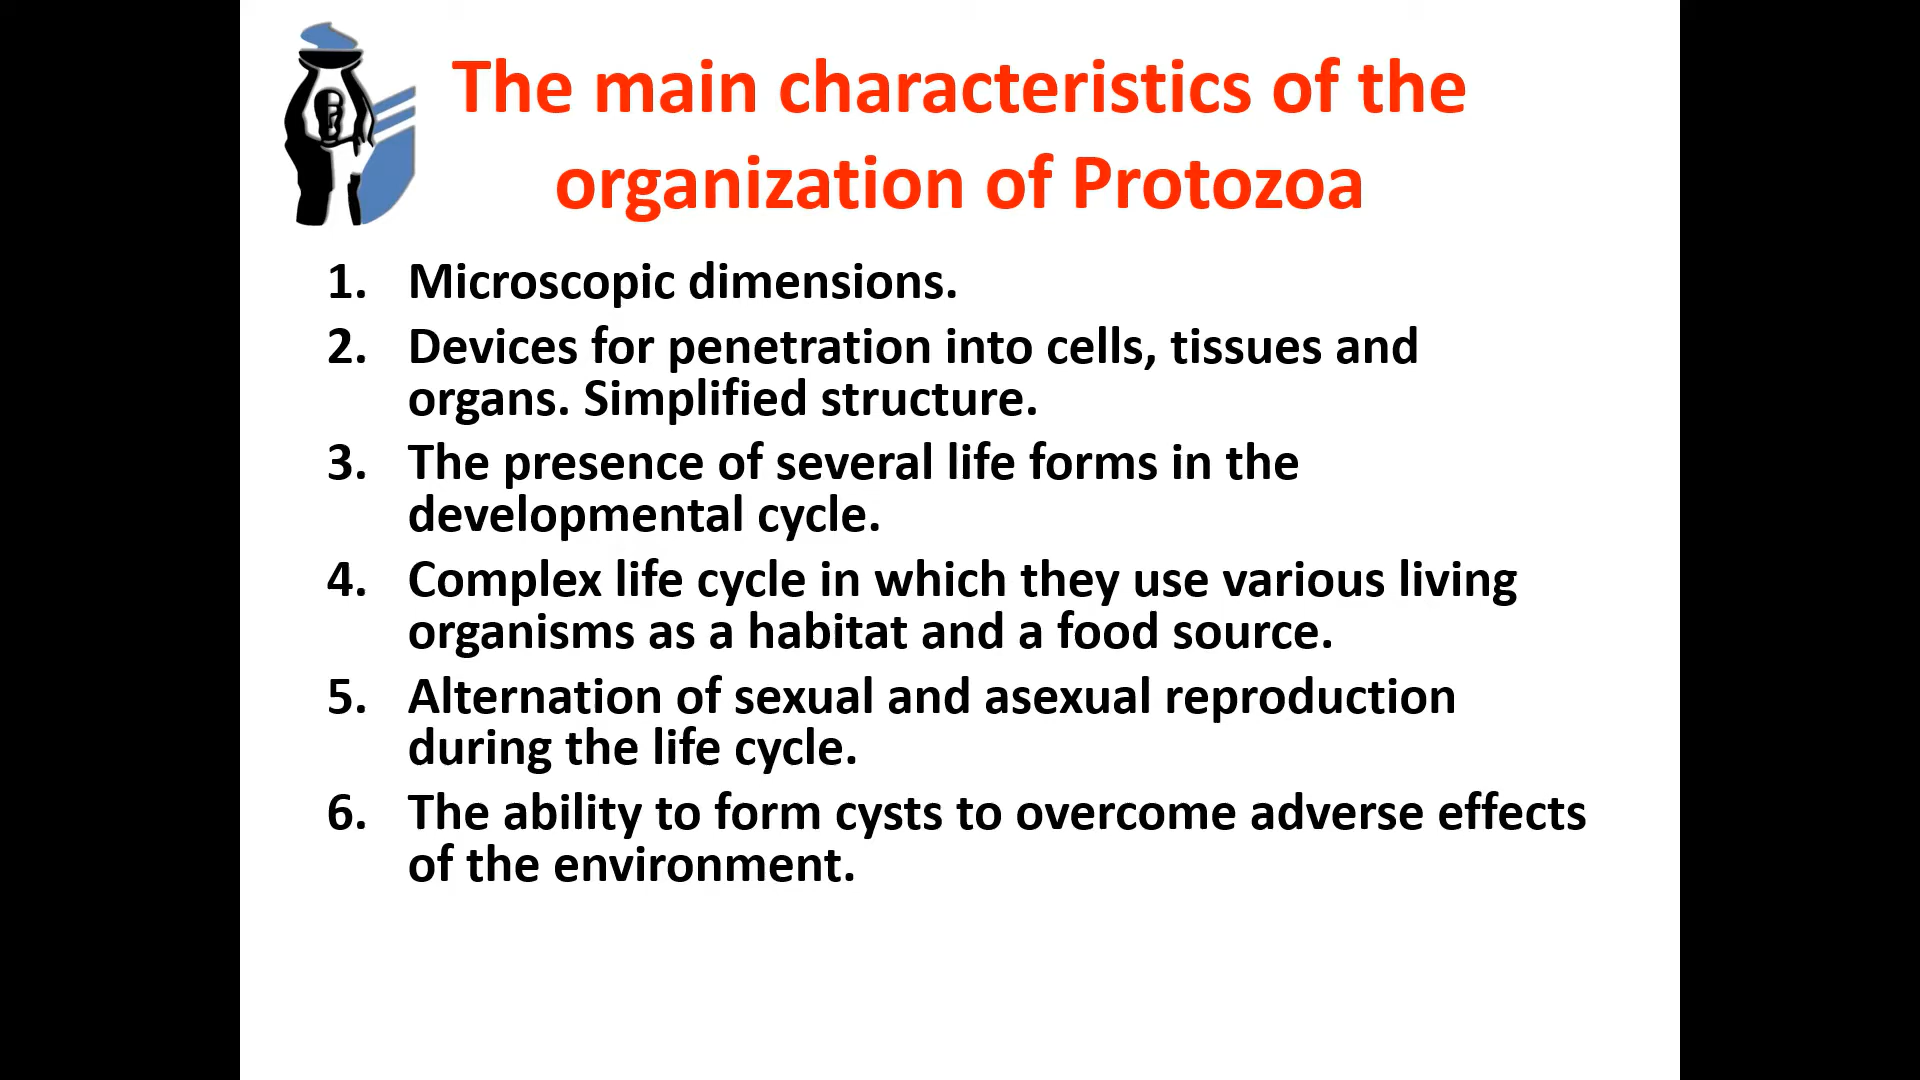 The main characteristics of the
organization of Protozoa
1. Microscopic dimensions.
2. Devices for penetration into cells, tissues and
organs. Simplified structure.
3. The presence of several life forms in the
developmental cycle.
4. Complex life cycle in which they use various living
organisms as a habitat and a food source.
5. Alternation of sexual and asexual reproduction
during the life cycle.
6. The ability to form cysts to overcome adverse effects
of the environment.